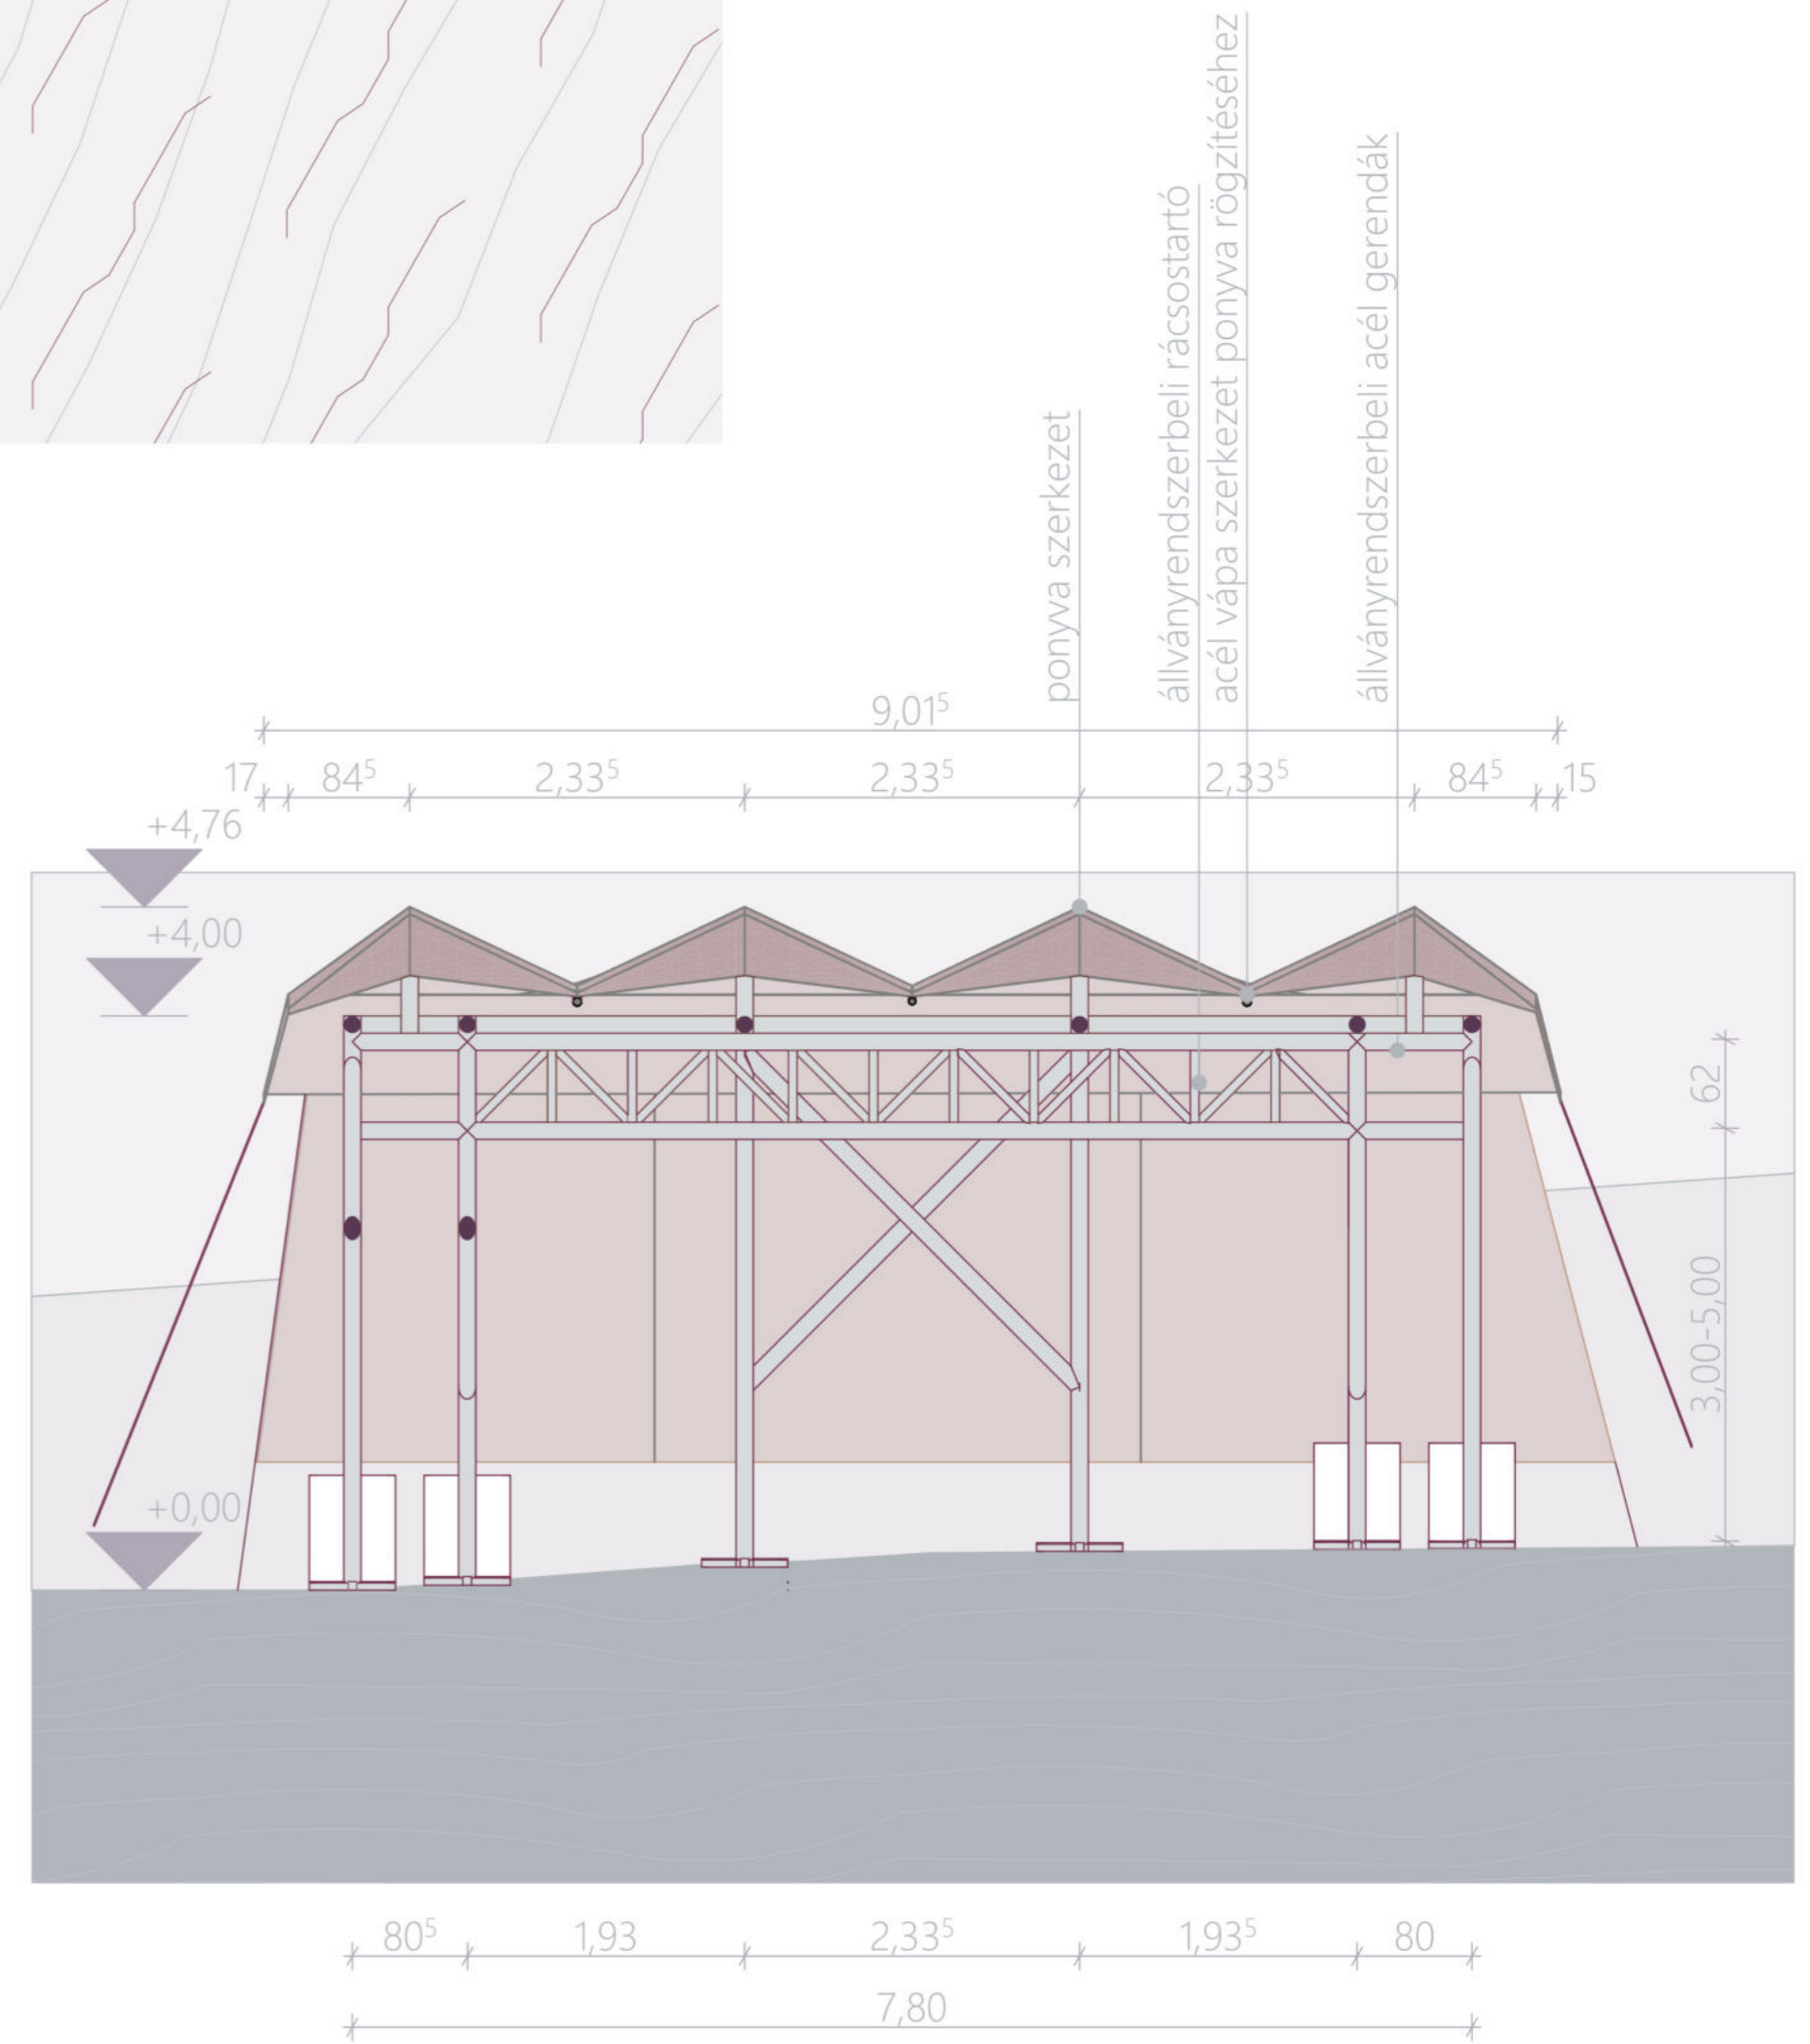 ponyva szerkezet
állványrendszerbeli rácsostartó
acél vápa szerkezet ponyva rögzítéséhez
állványrendszerbeli acél gerendák
9,01⁵
17 84⁵ 2,33⁵ 2,33⁵ 2,33⁵ 84⁵ 15
+4,76
+4,00
62
3,00-5,00
+0,00
80⁵ 1,93 2,33⁵ 1,93⁵ 80
7,80